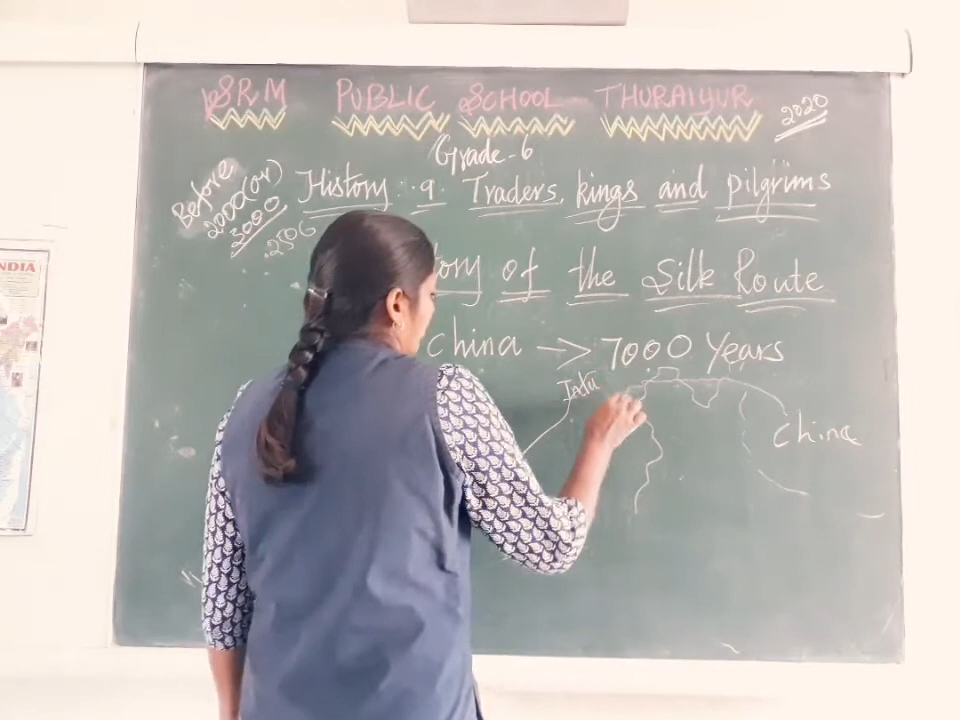 SRM PUBLIC SCHOOL THURAIYUR
2020
Grade-6
Before
2000 (or)
3000
2506
History 9 Traders, kings and pilgrims
tory of the Silk Route
china → 7000 Years
china
INDIA